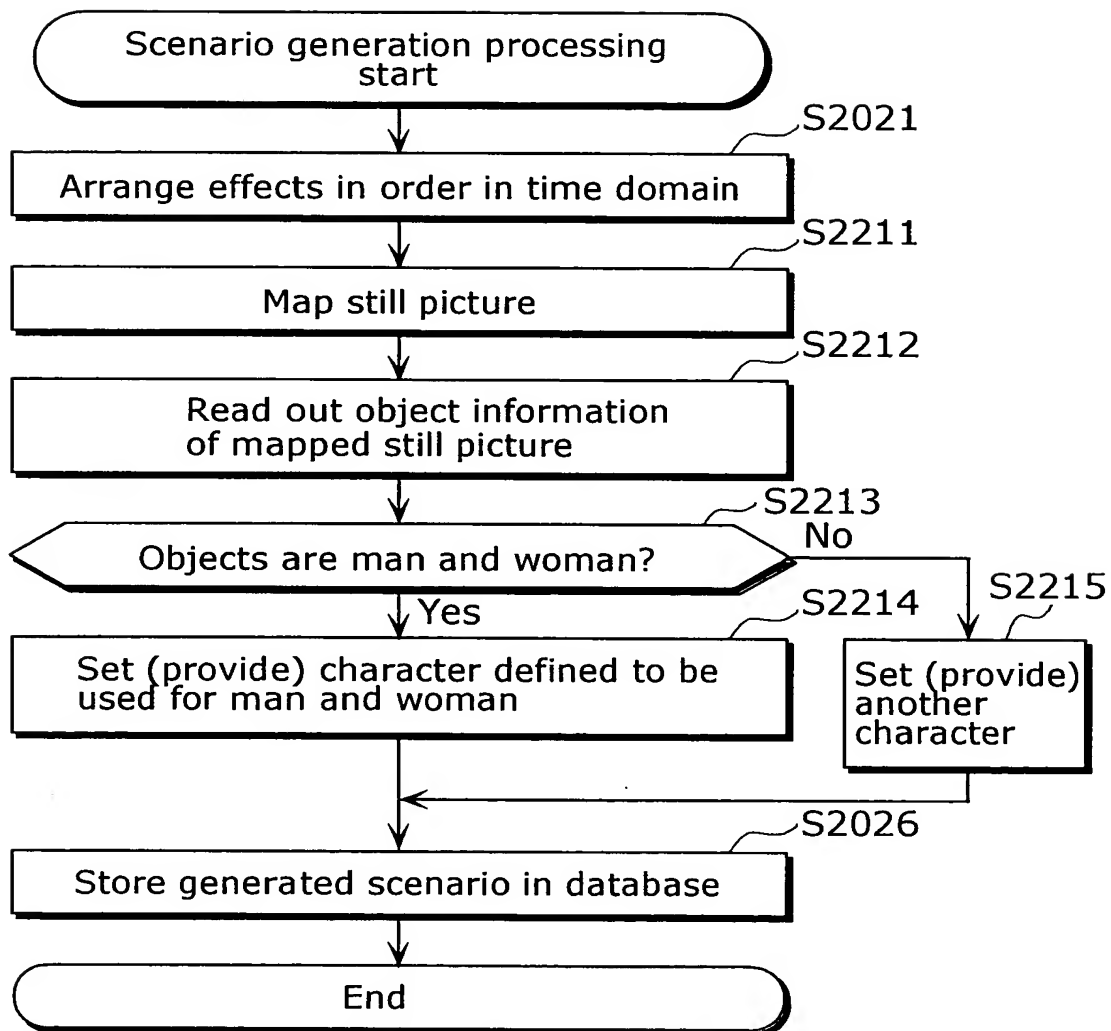 Scenario generation processing
start
S2021
Arrange effects in order in time domain
S2211
Map still picture
S2212
Read out object information
of mapped still picture
S2213
Objects are man and woman?
No
Yes
S2214
S2215
Set (provide) character defined to be
used for man and woman
Set (provide)
another
character
S2026
Store generated scenario in database
End